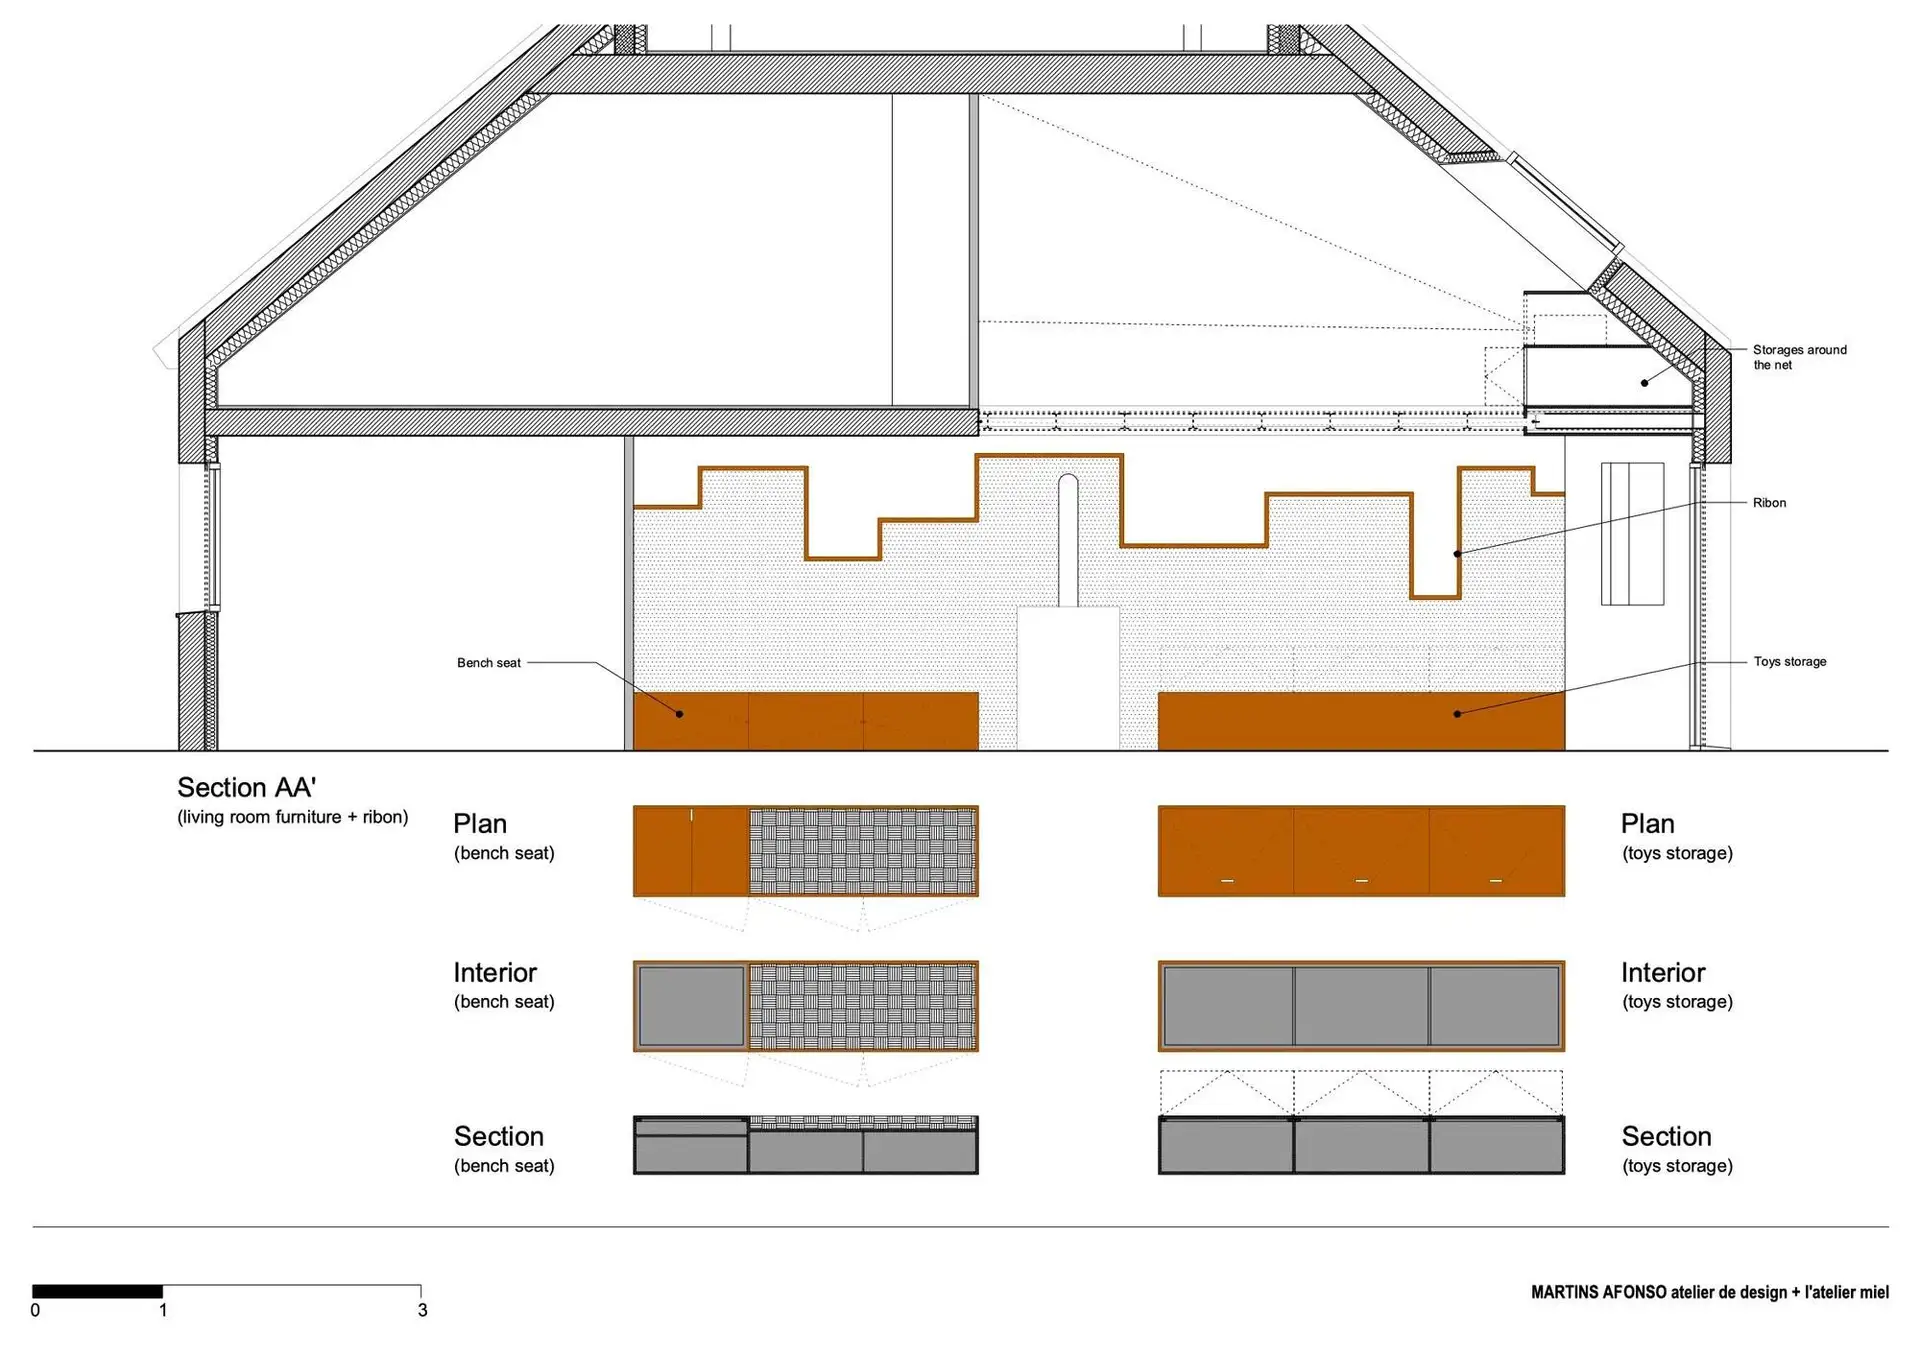 Storages around
the net
Ribon
Bench seat
Toys storage
Section AA'
(living room furniture + ribon)
Plan
(bench seat)
Plan
(toys storage)
Interior
(bench seat)
Interior
(toys storage)
Section
(bench seat)
Section
(toys storage)
0 1 3
MARTINS AFONSO atelier de design + l'atelier miel